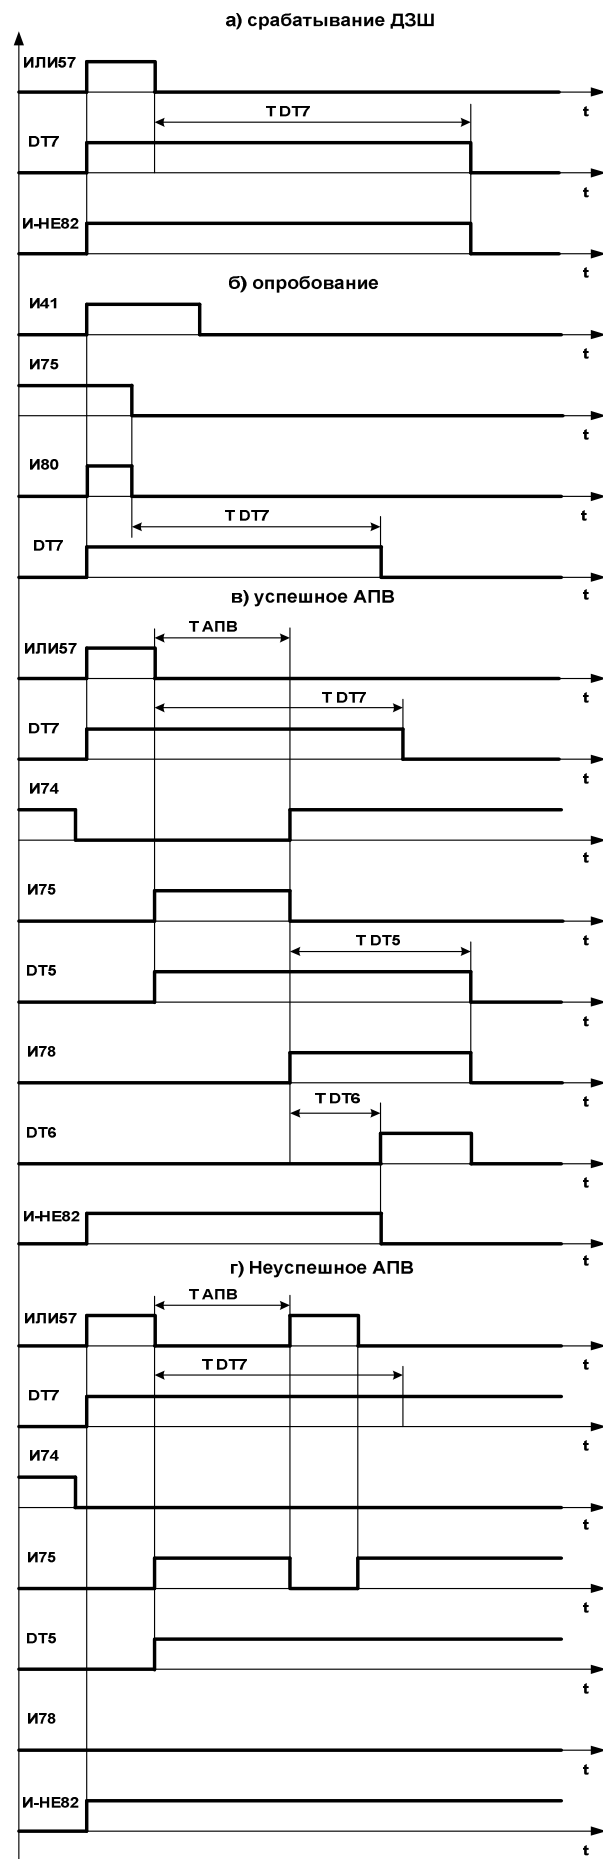 а) срабатывание ДЗШ
ИЛИ57
t
T DT7
DT7
t
И-НЕ82
t
б) опробование
И41
t
И75
t
И80
t
T DT7
DT7
t
в) успешное АПВ
T АПВ
ИЛИ57
t
T DT7
DT7
t
И74
t
И75
t
T DT5
DT5
t
И78
t
T DT6
DT6
t
И-НЕ82
t
г) Неуспешное АПВ
T АПВ
ИЛИ57
t
T DT7
DT7
t
И74
t
И75
t
DT5
t
И78
t
И-НЕ82
t